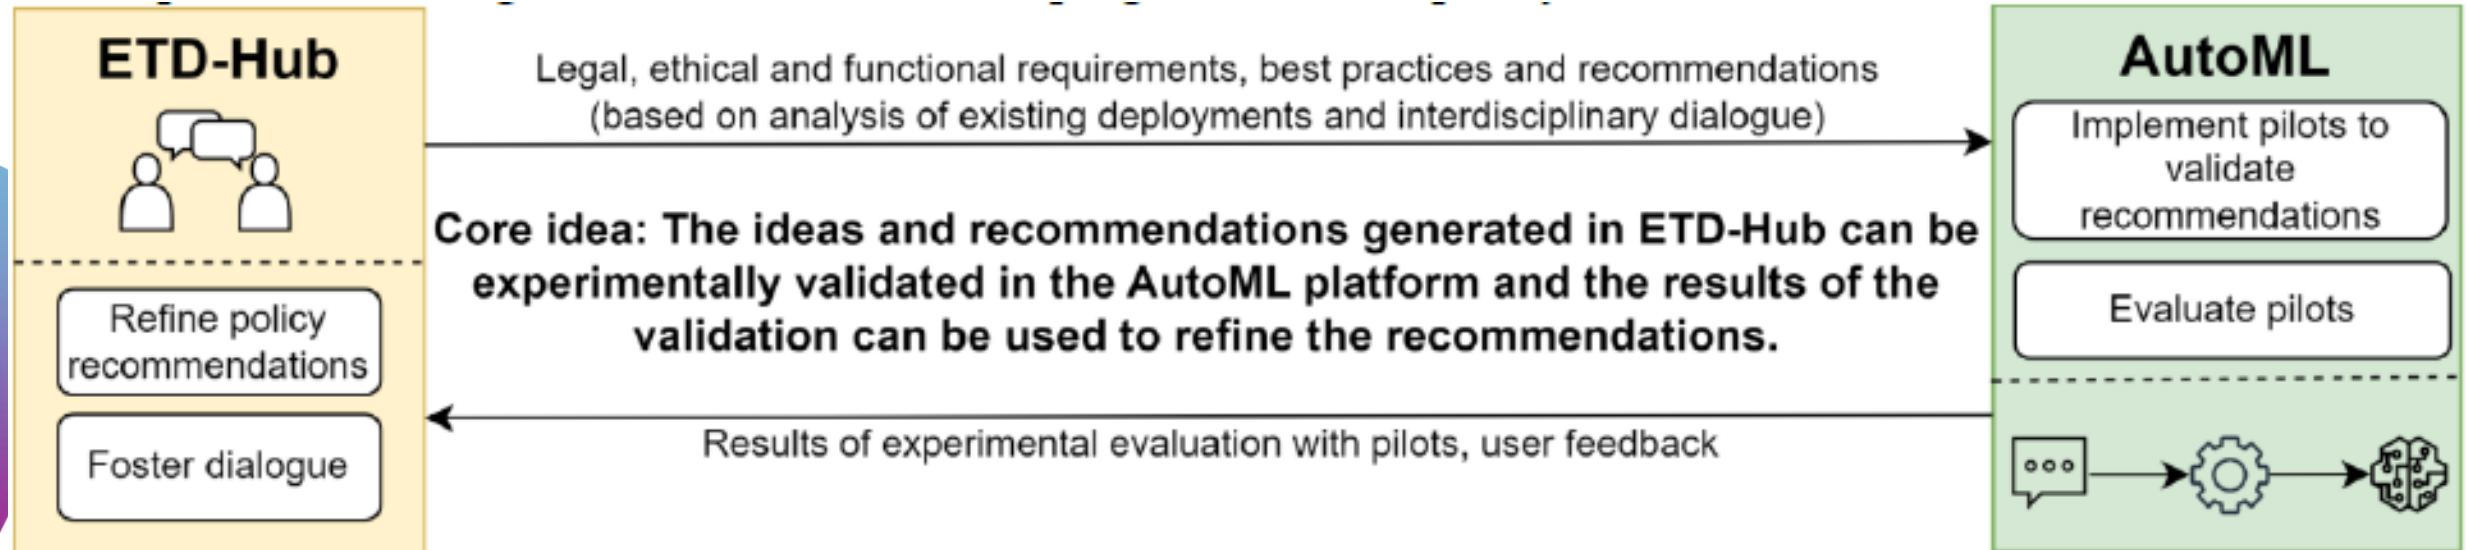 ETD-Hub
Refine policy
recommendations
Foster dialogue
Legal, ethical and functional requirements, best practices and recommendations
(based on analysis of existing deployments and interdisciplinary dialogue)
Core idea: The ideas and recommendations generated in ETD-Hub can be
experimentally validated in the AutoML platform and the results of the
validation can be used to refine the recommendations.
Results of experimental evaluation with pilots, user feedback
AutoML
Implement pilots to
validate
recommendations
Evaluate pilots